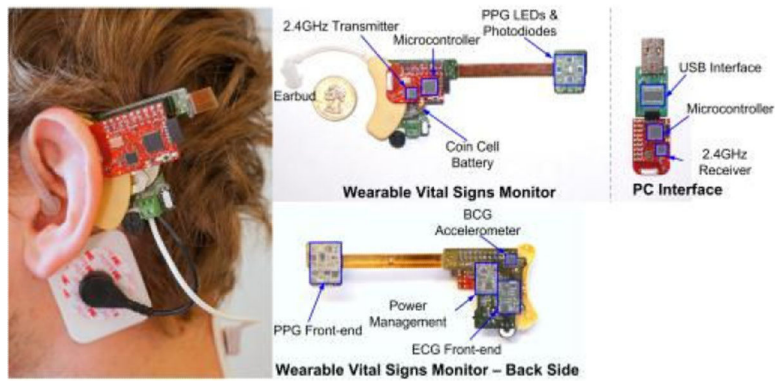 2.4GHz Transmitter
Microcontroller
PPG LEDs &
Photodiodes
Earbud
Coin Cell
Battery
Wearable Vital Signs Monitor
USB Interface
Microcontroller
2.4GHz
Receiver
PC Interface
BCG
Accelerometer
PPG Front-end
Power
Management
ECG Front-end
Wearable Vital Signs Monitor – Back Side